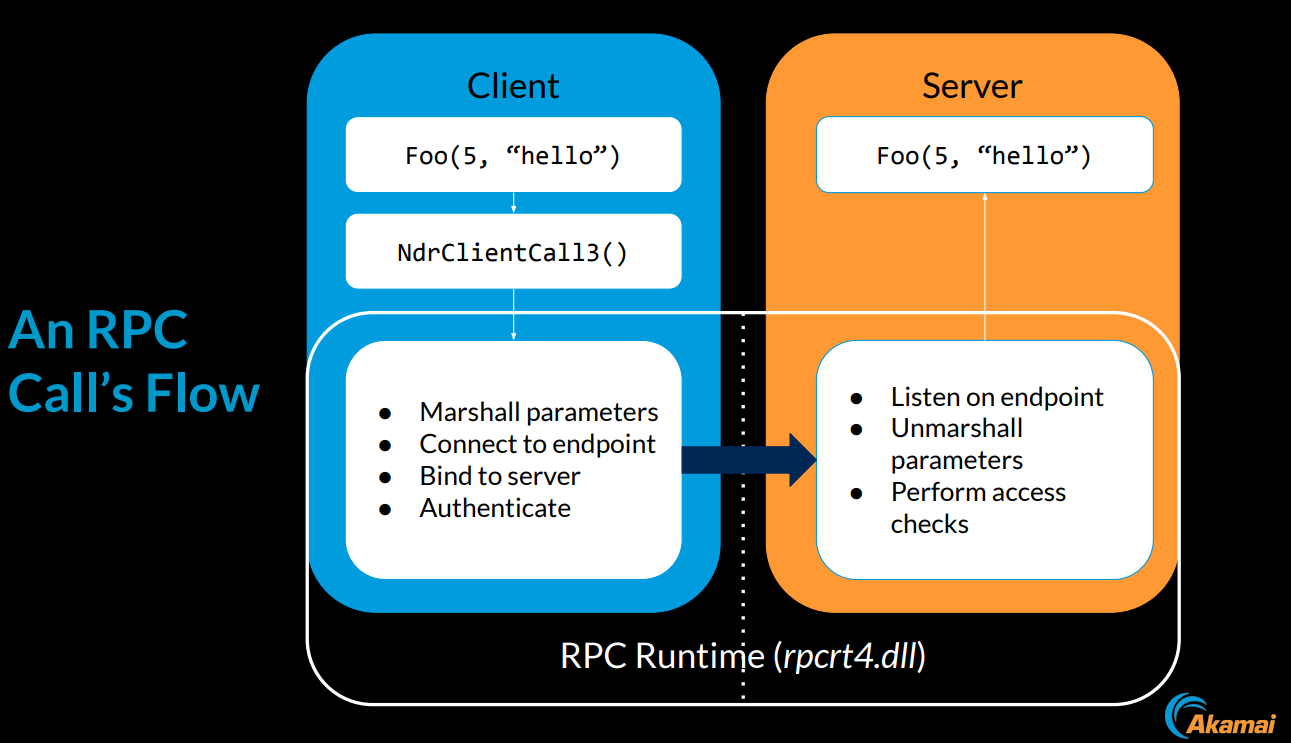 An RPC
Call’s Flow
Client
Foo(5, “hello”)
NdrClientCall3()
● Marshall parameters
● Connect to endpoint
● Bind to server
● Authenticate
Server
Foo(5, “hello”)
● Listen on endpoint
● Unmarshall
parameters
● Perform access
checks
RPC Runtime (rpcrt4.dll)
Akamai